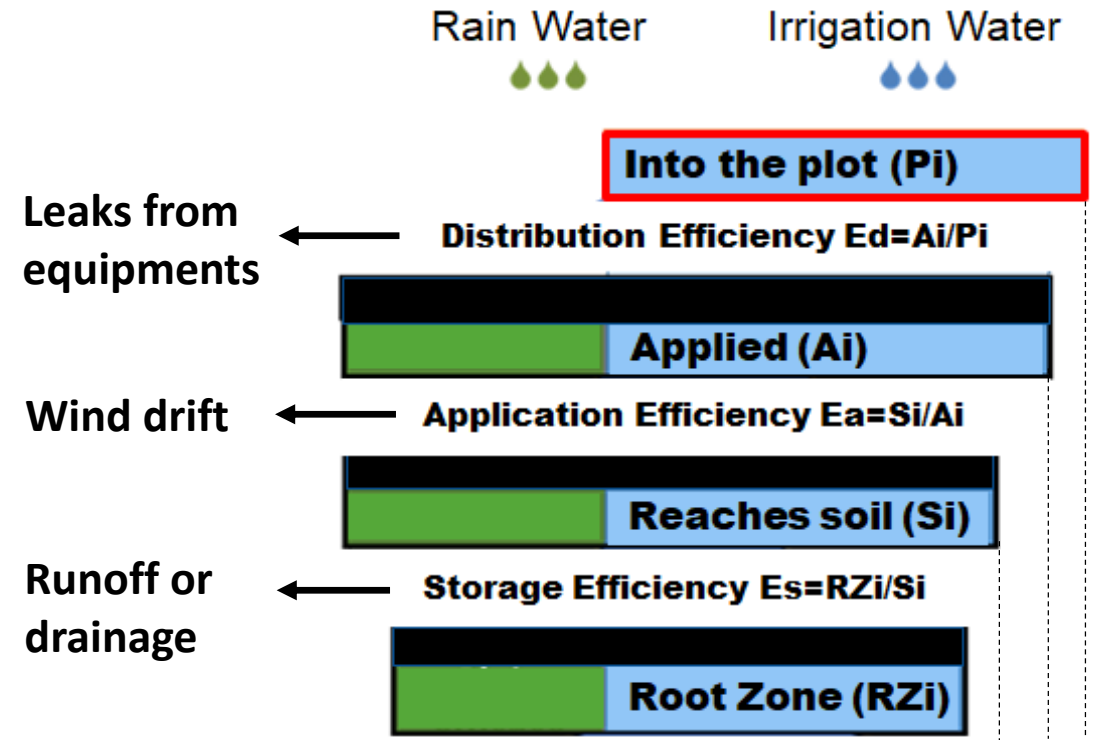 Rain Water
Irrigation Water
Into the plot (Pi)
Leaks from
equipments
Distribution Efficiency Ed=Ai/Pi
Applied (Ai)
Wind drift
Application Efficiency Ea=Si/Ai
Reaches soil (Si)
Runoff or
drainage
Storage Efficiency Es=RZi/Si
Root Zone (RZi)